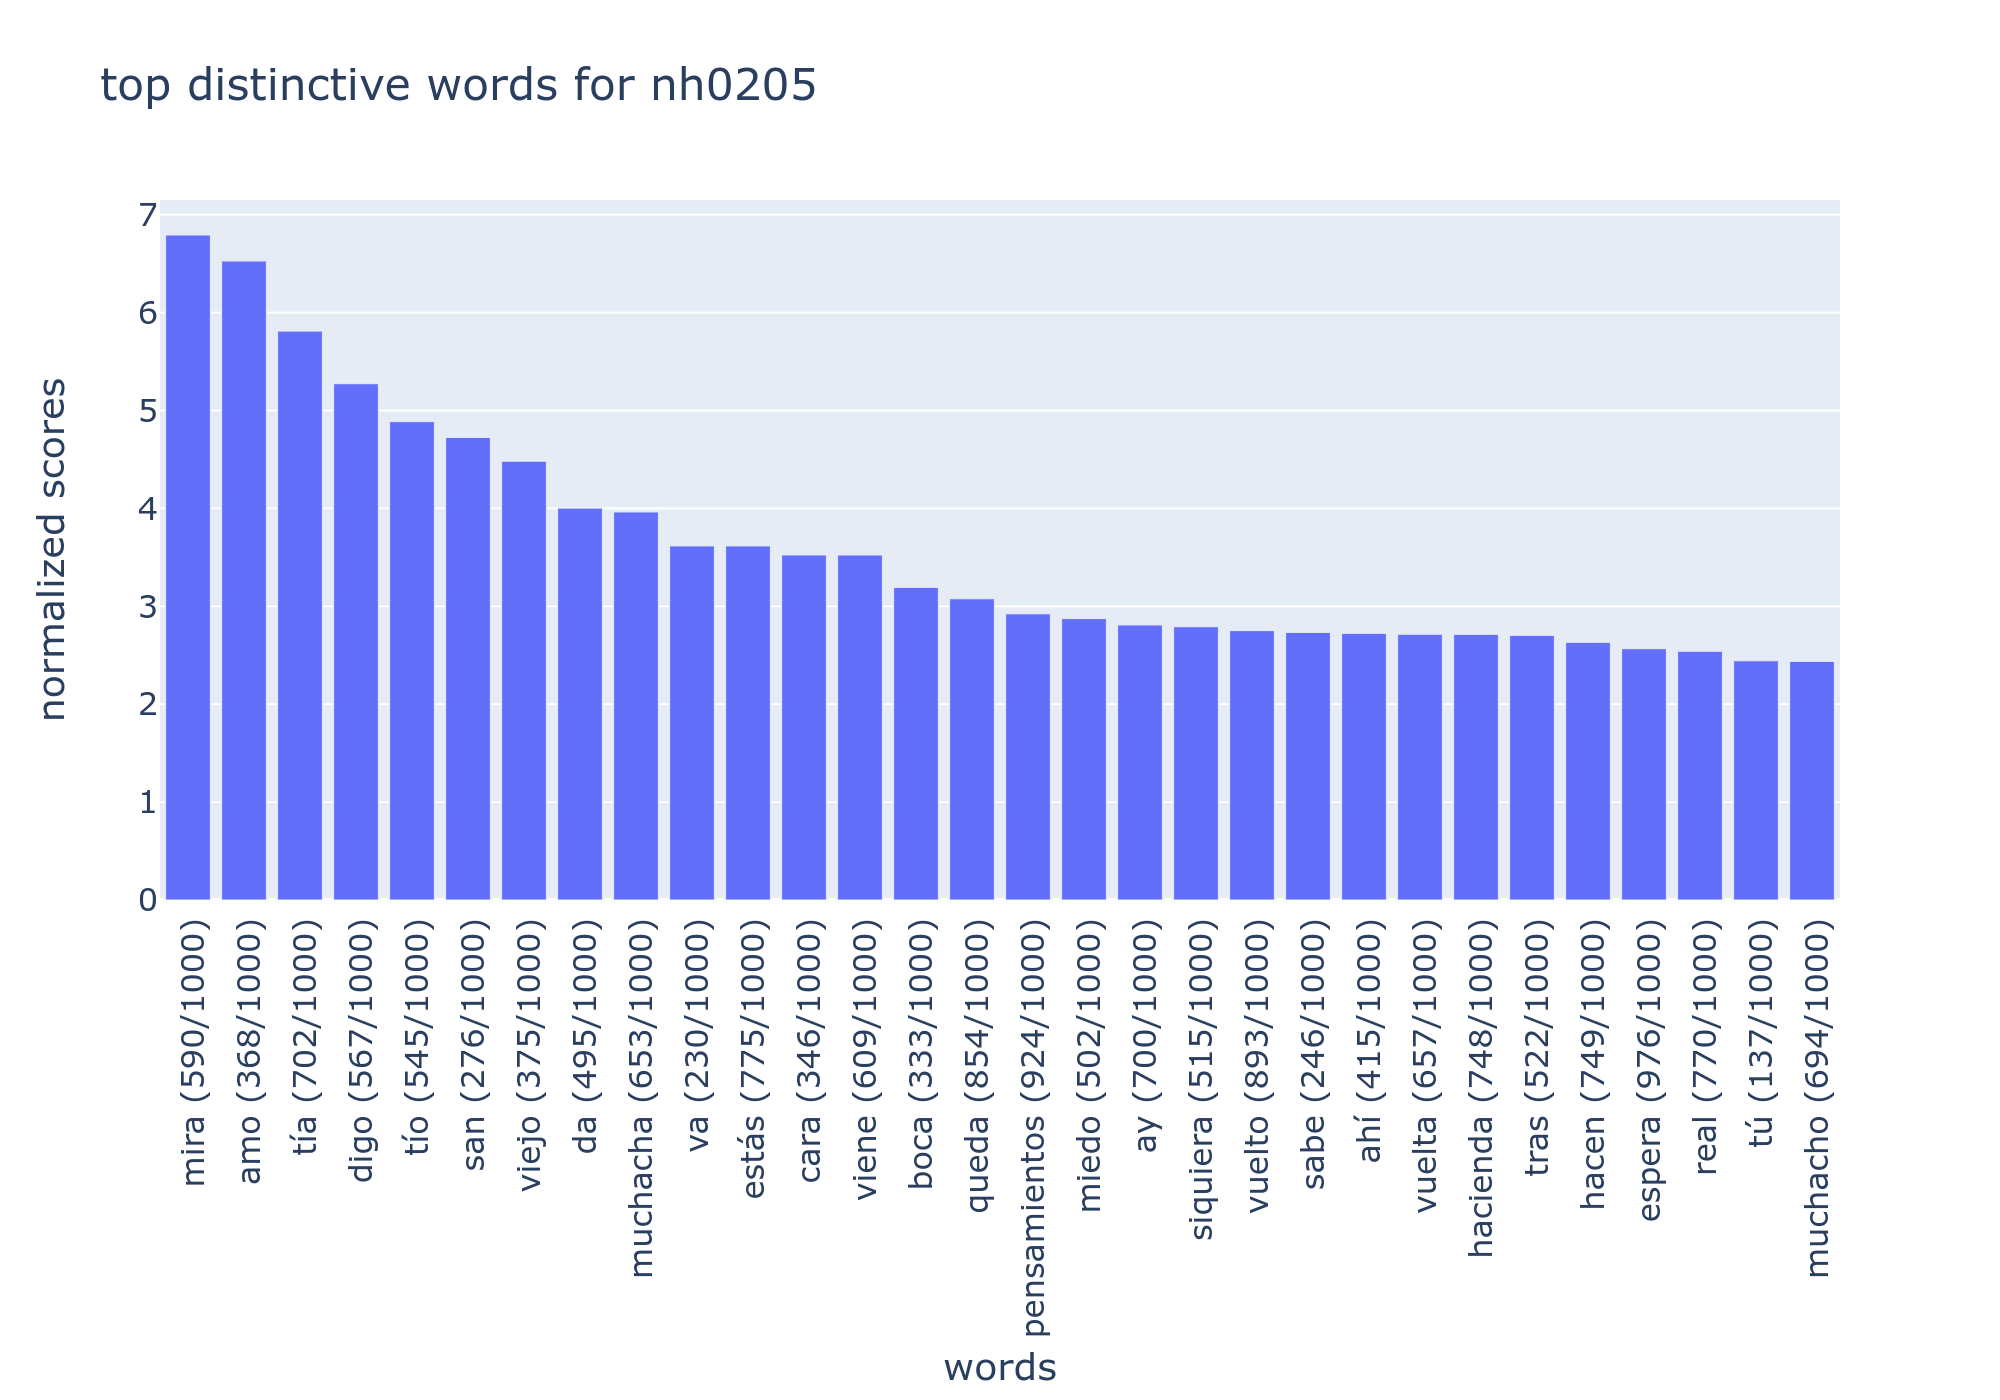 top distinctive words for nh0205
normalized scores
7
6
5
4
3
2
1
0
mira (590/1000)
amo (368/1000)
tía (702/1000)
digo (567/1000)
tío (545/1000)
san (276/1000)
viejo (375/1000)
da (495/1000)
muchacha (653/1000)
va (230/1000)
estás (775/1000)
cara (346/1000)
viene (609/1000)
boca (333/1000)
queda (854/1000)
pensamientos (924/1000)
miedo (502/1000)
ay (700/1000)
siquiera (515/1000)
vuelto (893/1000)
sabe (246/1000)
ahí (415/1000)
vuelta (657/1000)
hacienda (748/1000)
tras (522/1000)
hacen (749/1000)
espera (976/1000)
real (770/1000)
tú (137/1000)
muchacho (694/1000)
words